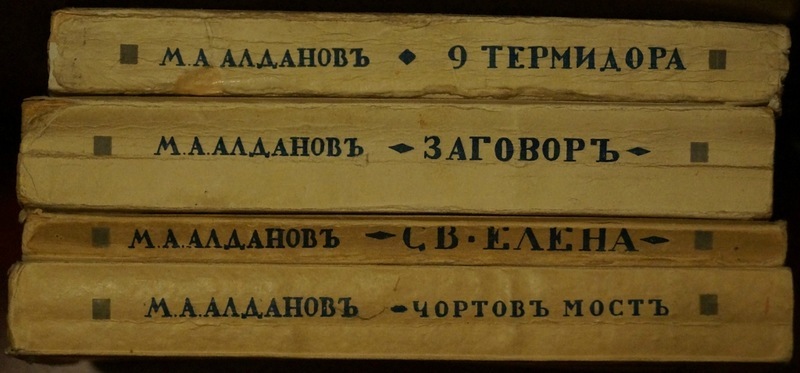 М. А АЛДАНОВЪ ◆ 9 ТЕРМИДОРА
М. А. АЛДАНОВЪ ◆ ЗАГОВОРЪ ◆
М. А. АЛДАНОВЪ ◆ СВ · ЕЛЕНА ◆
М. А. АЛДАНОВЪ ◆ ЧОРТОВЪ МОСТЪ